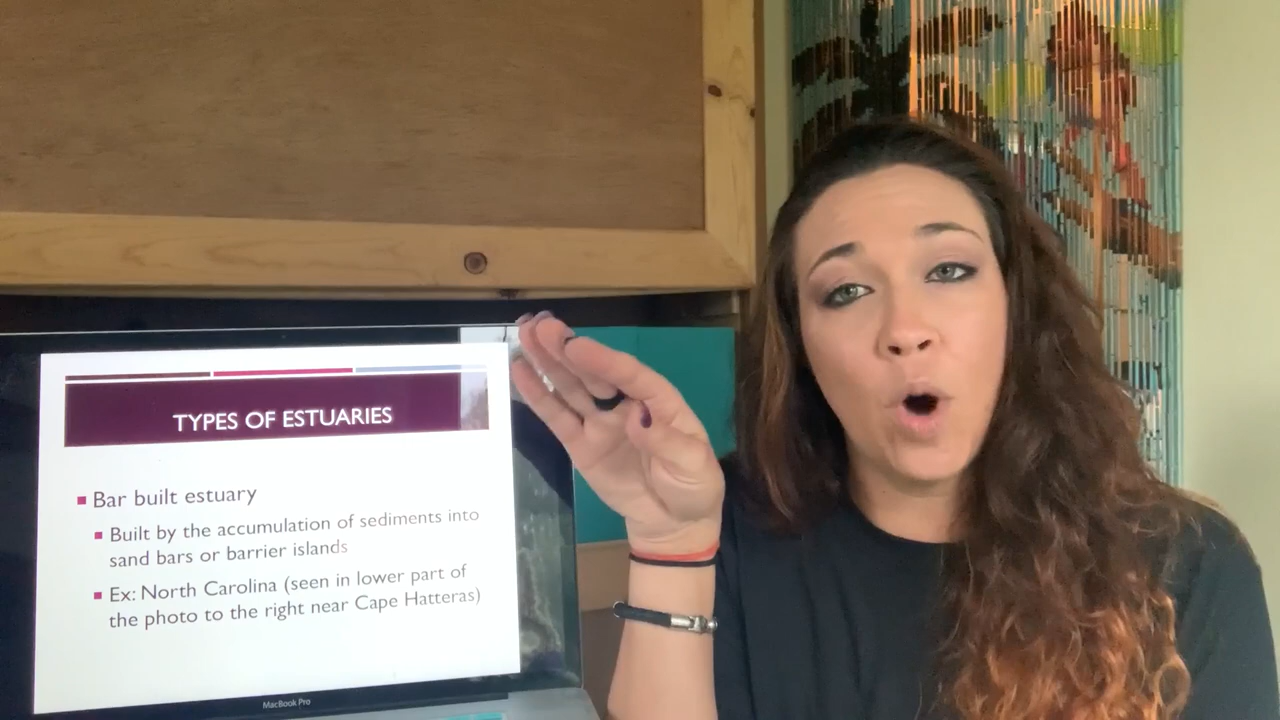 TYPES OF ESTUARIES
Bar built estuary
Built by the accumulation of sediments into
sand bars or barrier islands
Ex: North Carolina (seen in lower part of
the photo to the right near Cape Hatteras)
MacBook Pro